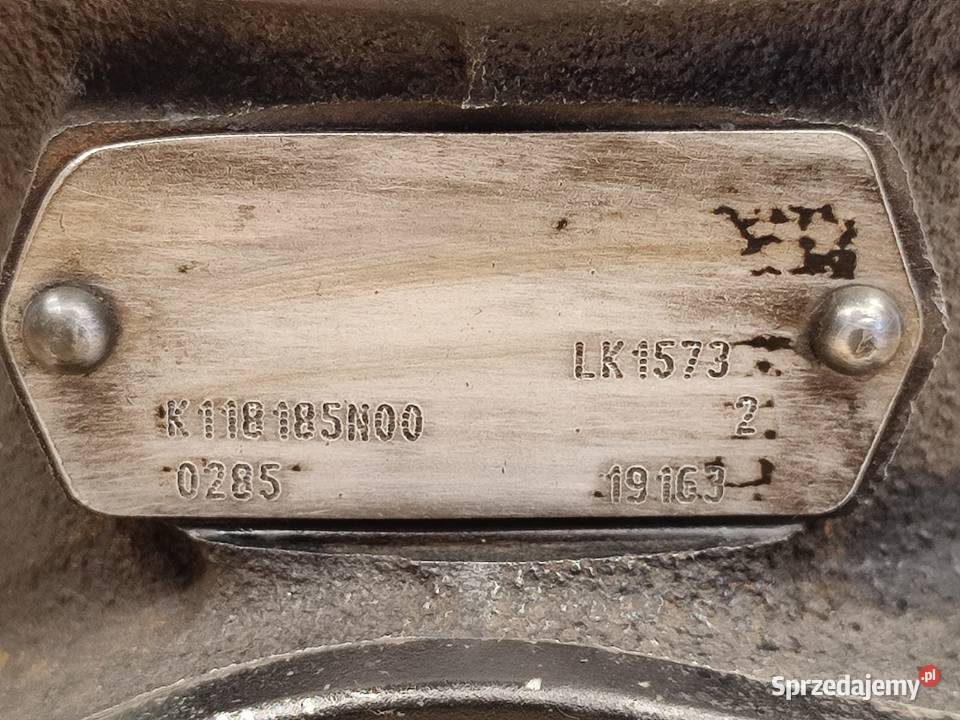 LK1573
K118185N00
2
0285
19163
Sprzedajemy.pl